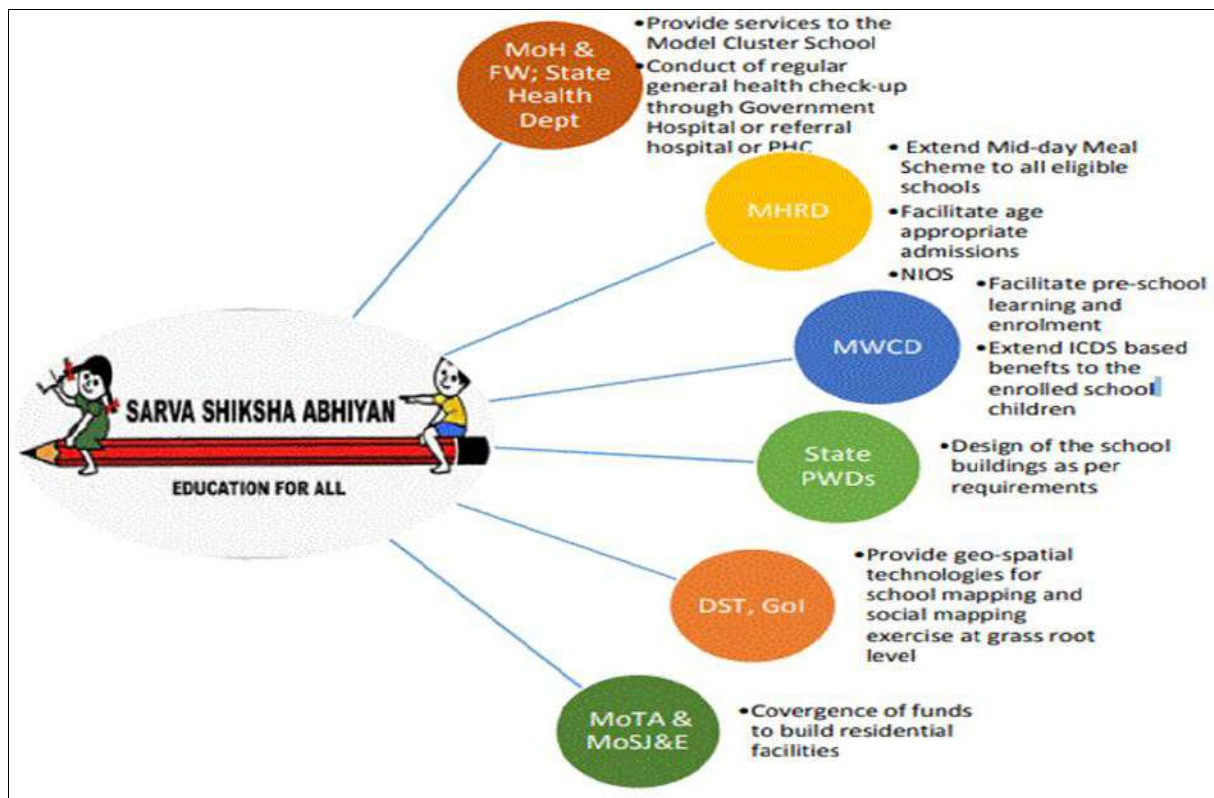 MoH &
FW; State
Health
Dept
•Provide services to the
Model Cluster School
•Conduct of regular
general health check-up
through Government
Hospital or referral
hospital or PHC
MHRD
• Extend Mid-day Meal
Scheme to all eligible
schools
•Facilitate age
appropriate
admissions
•NIOS
MWCD
•Facilitate pre-school
learning and
enrolment
•Extend ICDS based
benefts to the
enrolled school
children
SARVA SHIKSHA ABHIYAN
EDUCATION FOR ALL
State
PWDs
•Design of the school
buildings as per
requirements
DST, GoI
•Provide geo-spatial
technologies for
school mapping and
social mapping
exercise at grass root
level
MoTA &
MoSJ&E
•Covergence of funds
to build residential
facilities